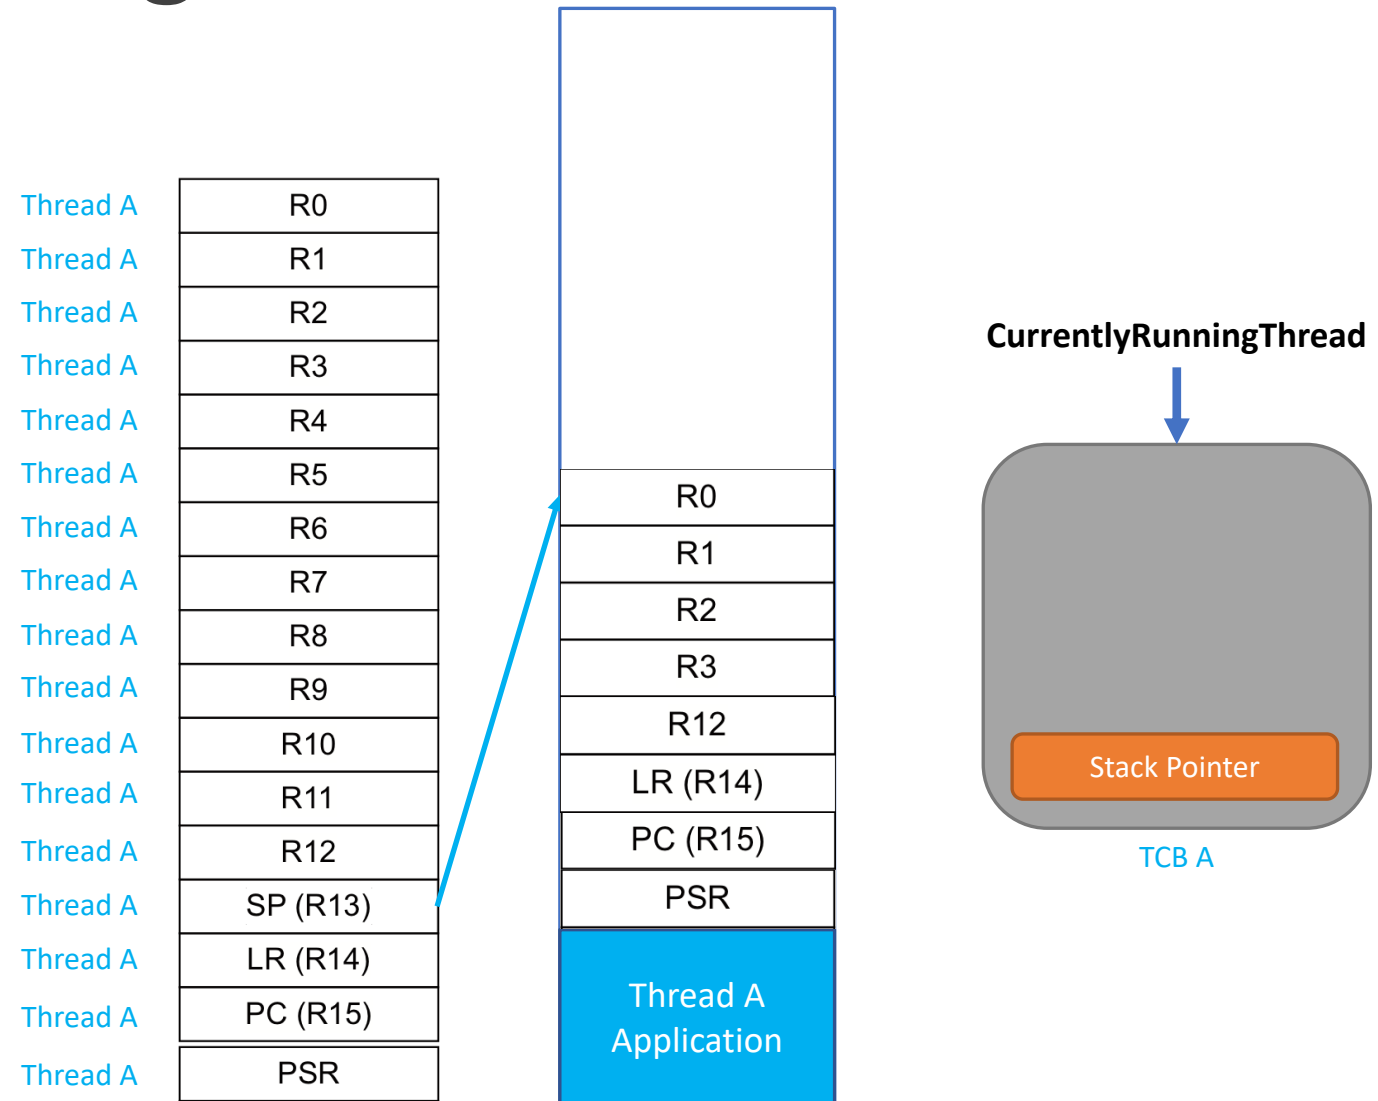 Thread A R0
Thread A R1
Thread A R2
Thread A R3
Thread A R4
Thread A R5
Thread A R6
Thread A R7
Thread A R8
Thread A R9
Thread A R10
Thread A R11
Thread A R12
Thread A SP (R13)
Thread A LR (R14)
Thread A PC (R15)
Thread A PSR
R0
R1
R2
R3
R12
LR (R14)
PC (R15)
PSR
Thread A
Application
CurrentlyRunningThread
Stack Pointer
TCB A